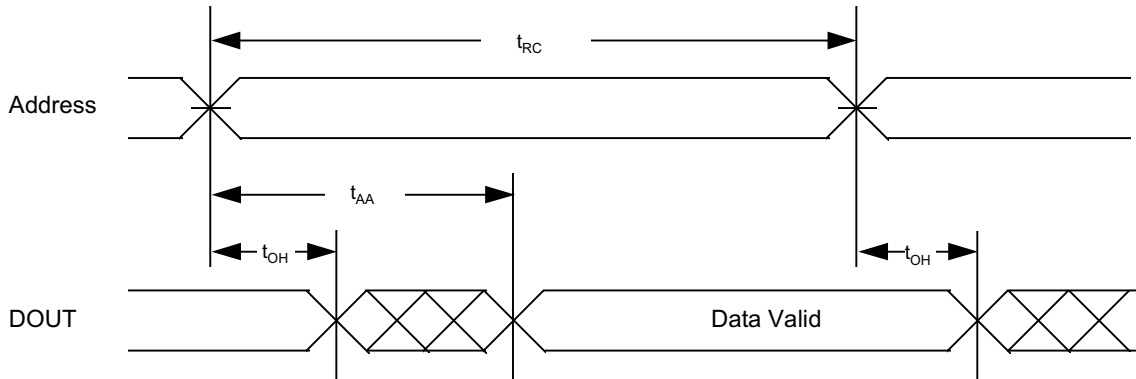 tRC
Address
tAA
tOH
tOH
DOUT
Data Valid